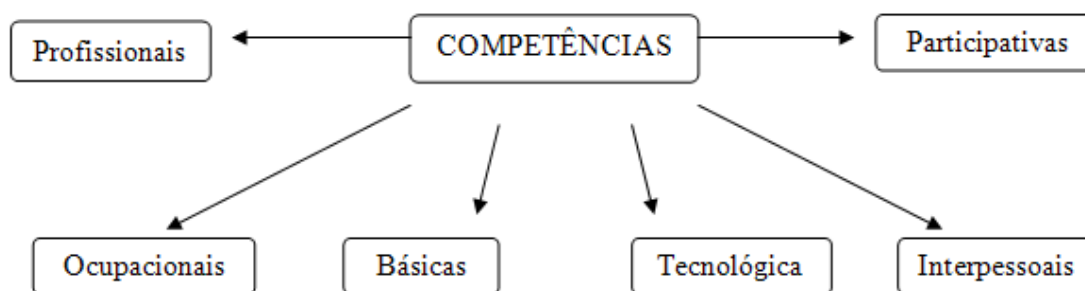 Profissionais
COMPETÊNCIAS
Participativas
Ocupacionais
Básicas
Tecnológica
Interpessoais